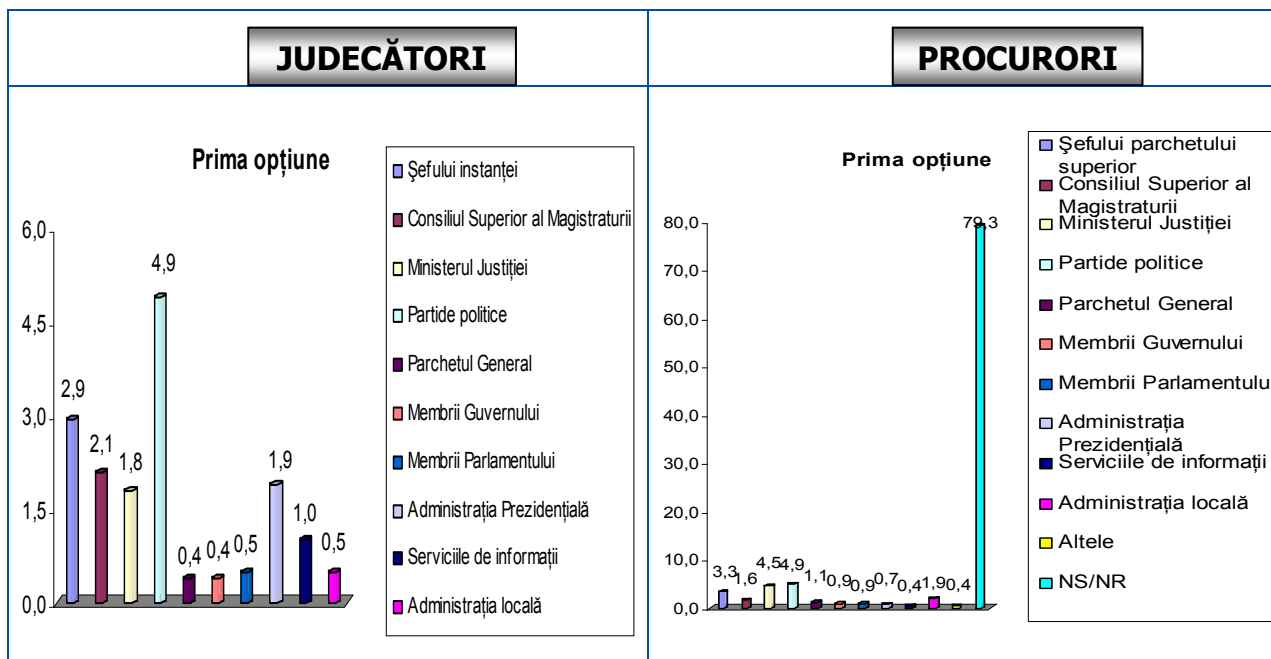 JUDECĂTORI
Prima opțiune
6,0
4,5
3,0
1,5
0,0
2,9
2,1
1,8
4,9
0,4
0,4
0,5
1,9
1,0
0,5
Şefului instanței
Consiliul Superior al Magistraturii
Ministerul Justiției
Partide politice
Parchetul General
Membrii Guvernului
Membrii Parlamentului
Administrația Prezidențială
Serviciile de informații
Administrația locală
PROCURORI
Prima opțiune
80,0
70,0
60,0
50,0
40,0
30,0
20,0
10,0
0,0
3,3
1,6
4,5
4,9
1,1
0,9
0,9
0,7
0,4
1,9
0,4
79,3
Şefului parchetului
superior
Consiliul Superior al
Magistraturii
Ministerul Justiției
Partide politice
Parchetul General
Membrii Guvernului
Membrii Parlamentulu
Administrația
Prezidențială
Serviciile de informații
Administrația locală
Altele
NS/NR